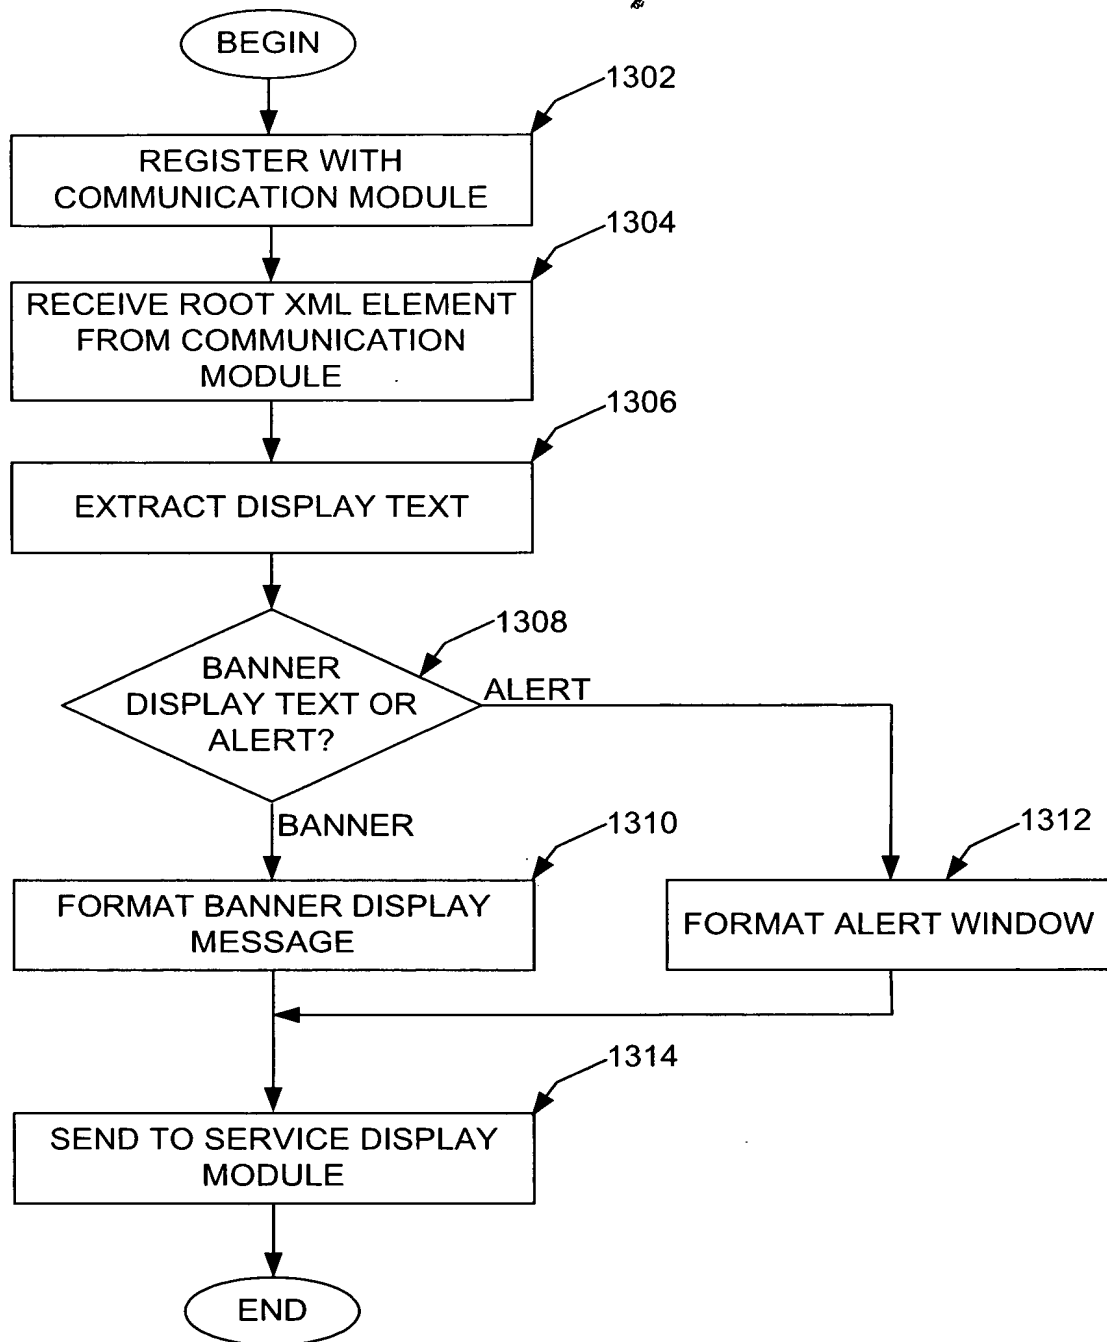 BEGIN
1302
REGISTER WITH
COMMUNICATION MODULE
1304
RECEIVE ROOT XML ELEMENT
FROM COMMUNICATION
MODULE
1306
EXTRACT DISPLAY TEXT
1308
BANNER
DISPLAY TEXT OR
ALERT?
ALERT
BANNER
1310
FORMAT BANNER DISPLAY
MESSAGE
1312
FORMAT ALERT WINDOW
1314
SEND TO SERVICE DISPLAY
MODULE
END